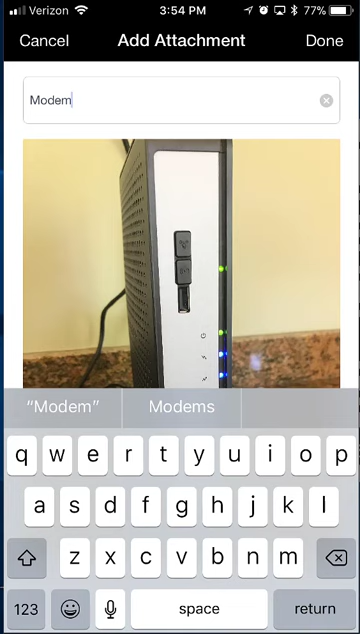 Verizon 3:54 PM 77%
Cancel Add Attachment Done
Modem
"Modem" Modems
q w e r t y u i o p
a s d f g h j k l
z x c v b n m
123 space return